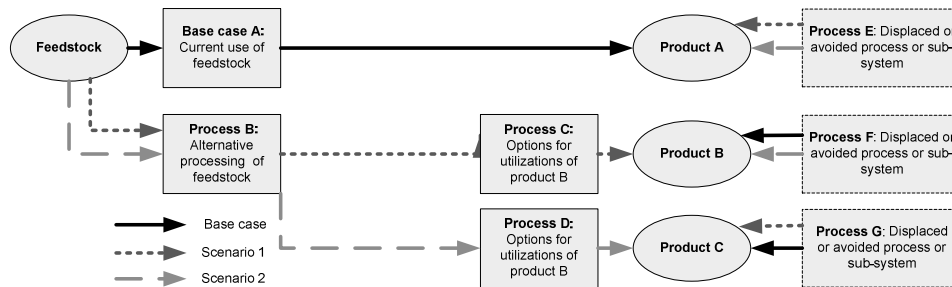 Feedstock
Base case A:
Current use of
feedstock
Product A
Process E: Displaced or
avoided process or sub-
system
Process B:
Alternative
processing of
feedstock
Process C:
Options for
utilizations of
product B
Product B
Process F: Displaced or
avoided process or sub-
system
Base case
Scenario 1
Scenario 2
Process D:
Options for
utilizations of
product B
Product C
Process G: Displaced
or avoided process or
sub-system